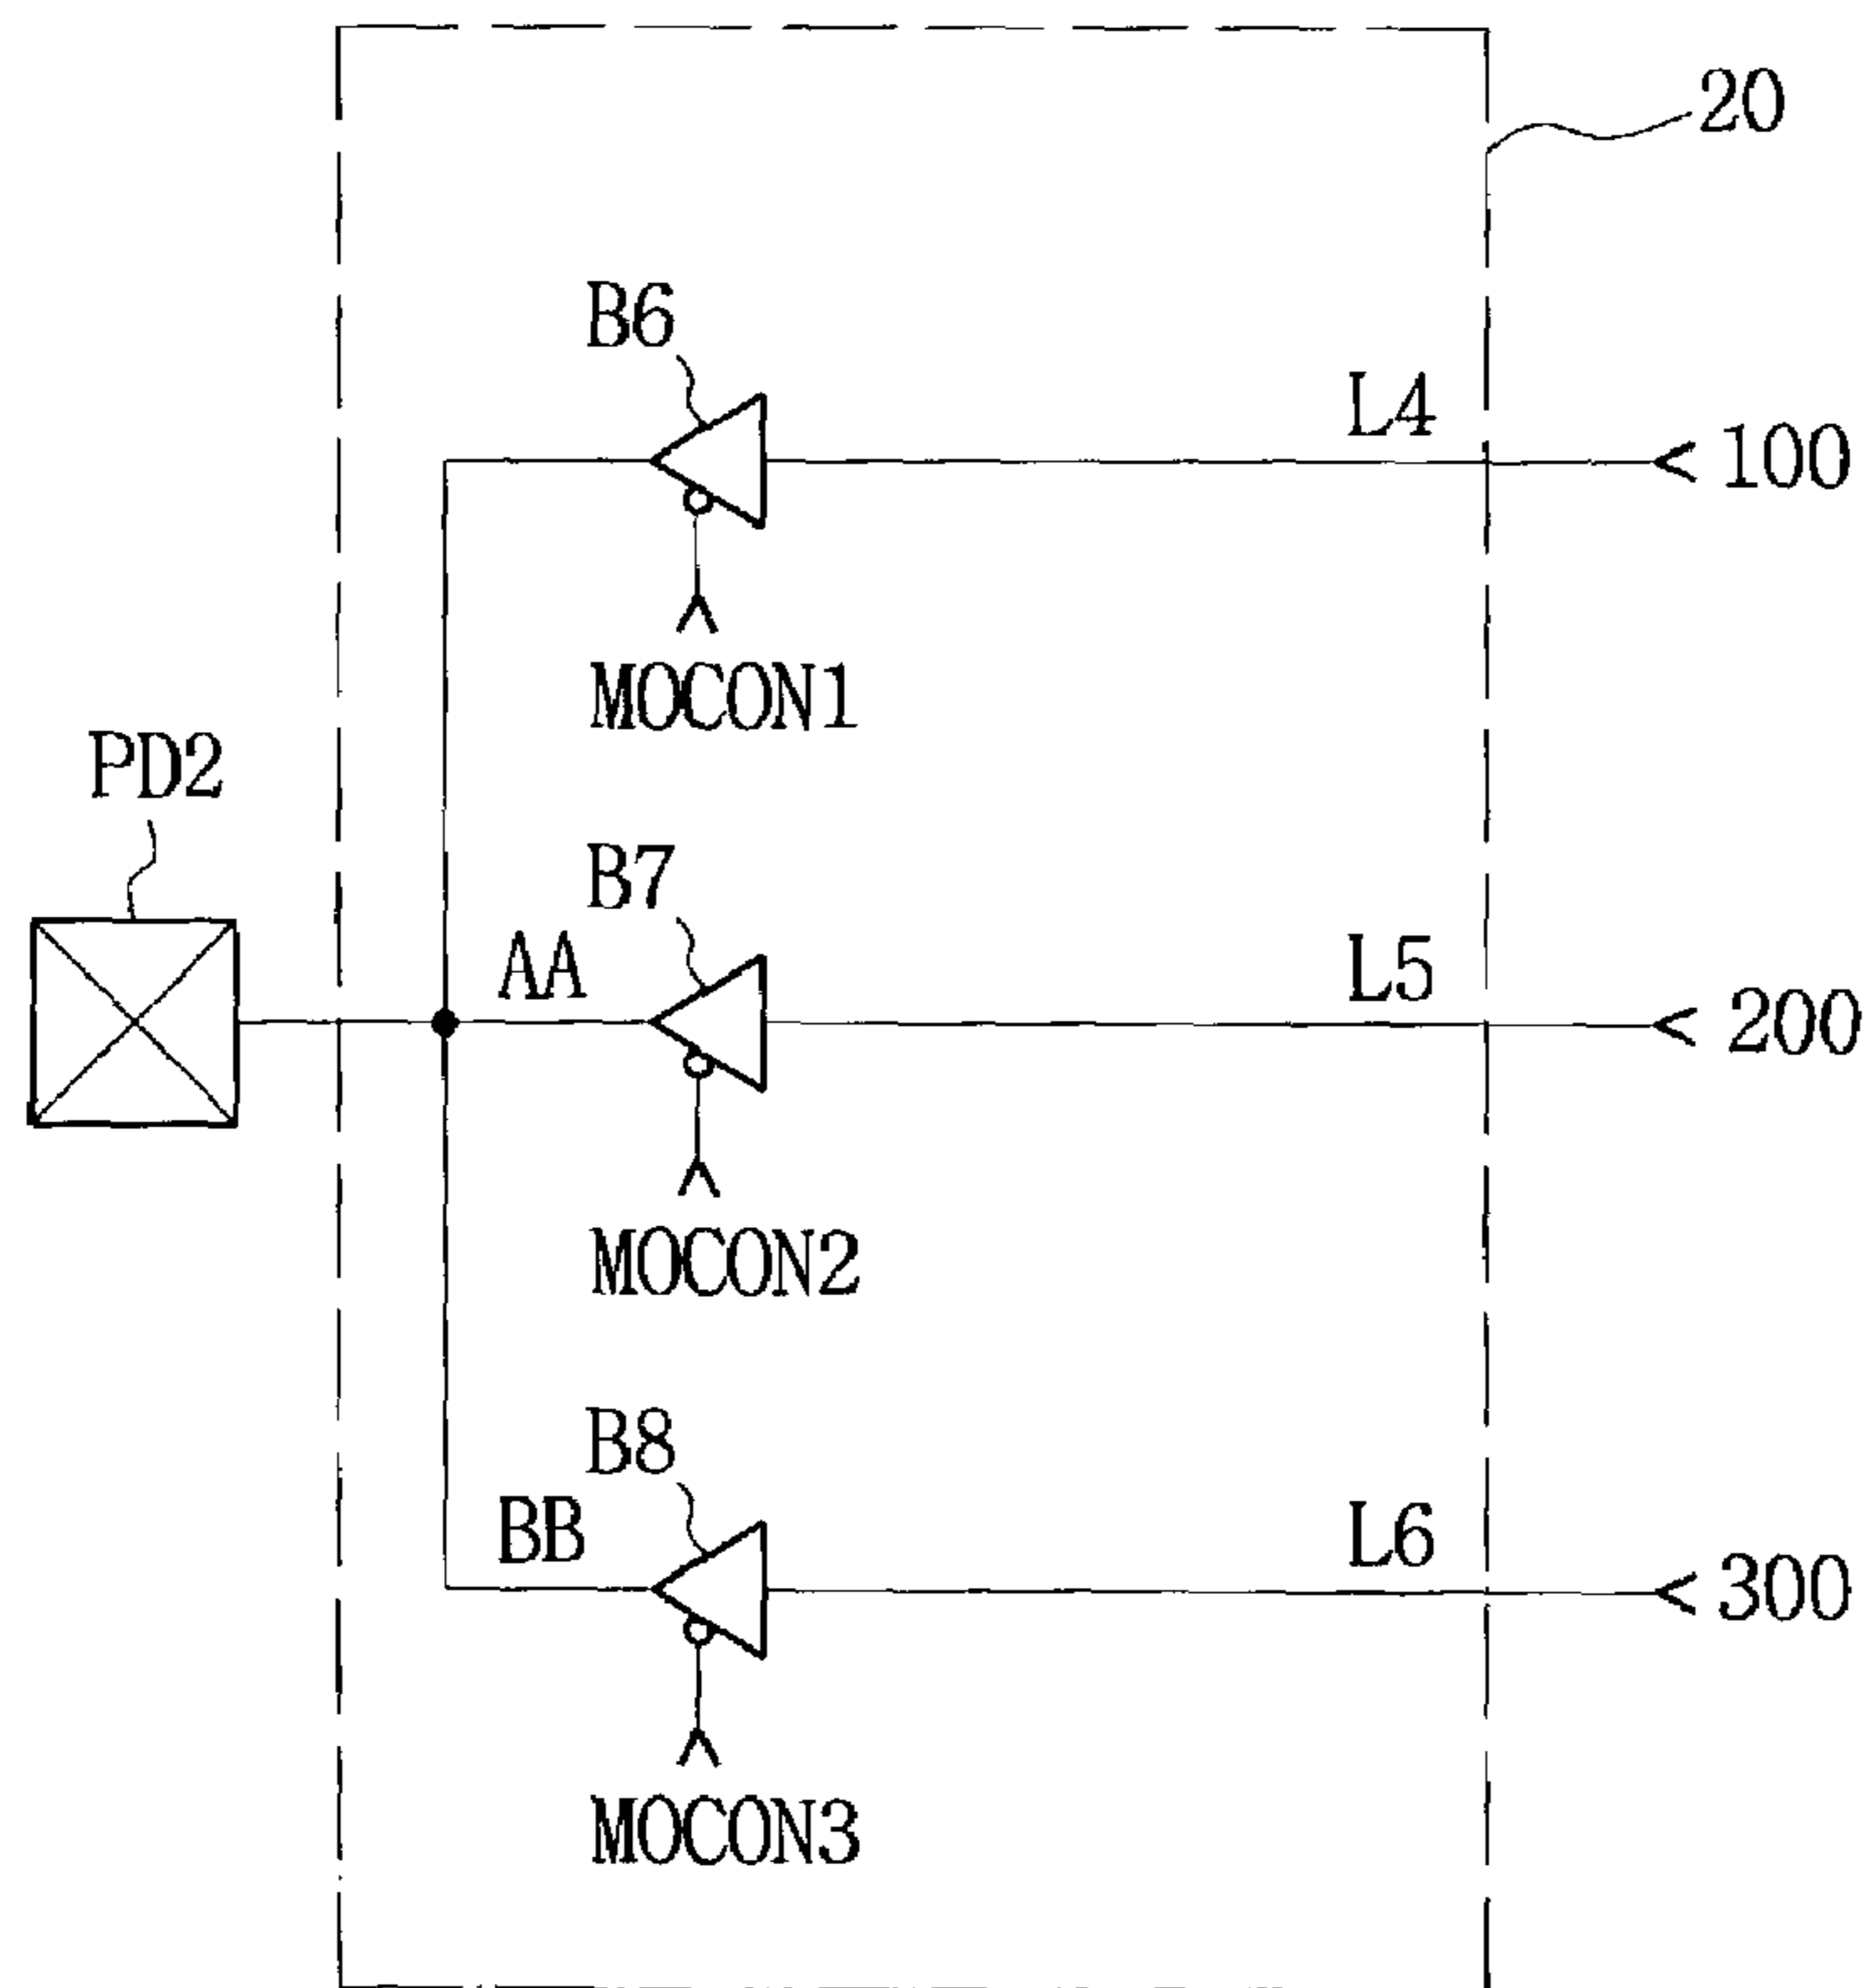 20
B6
L4
100
MOCON1
PD2
B7
AA
L5
200
MOCON2
B8
BB
L6
300
MOCON3